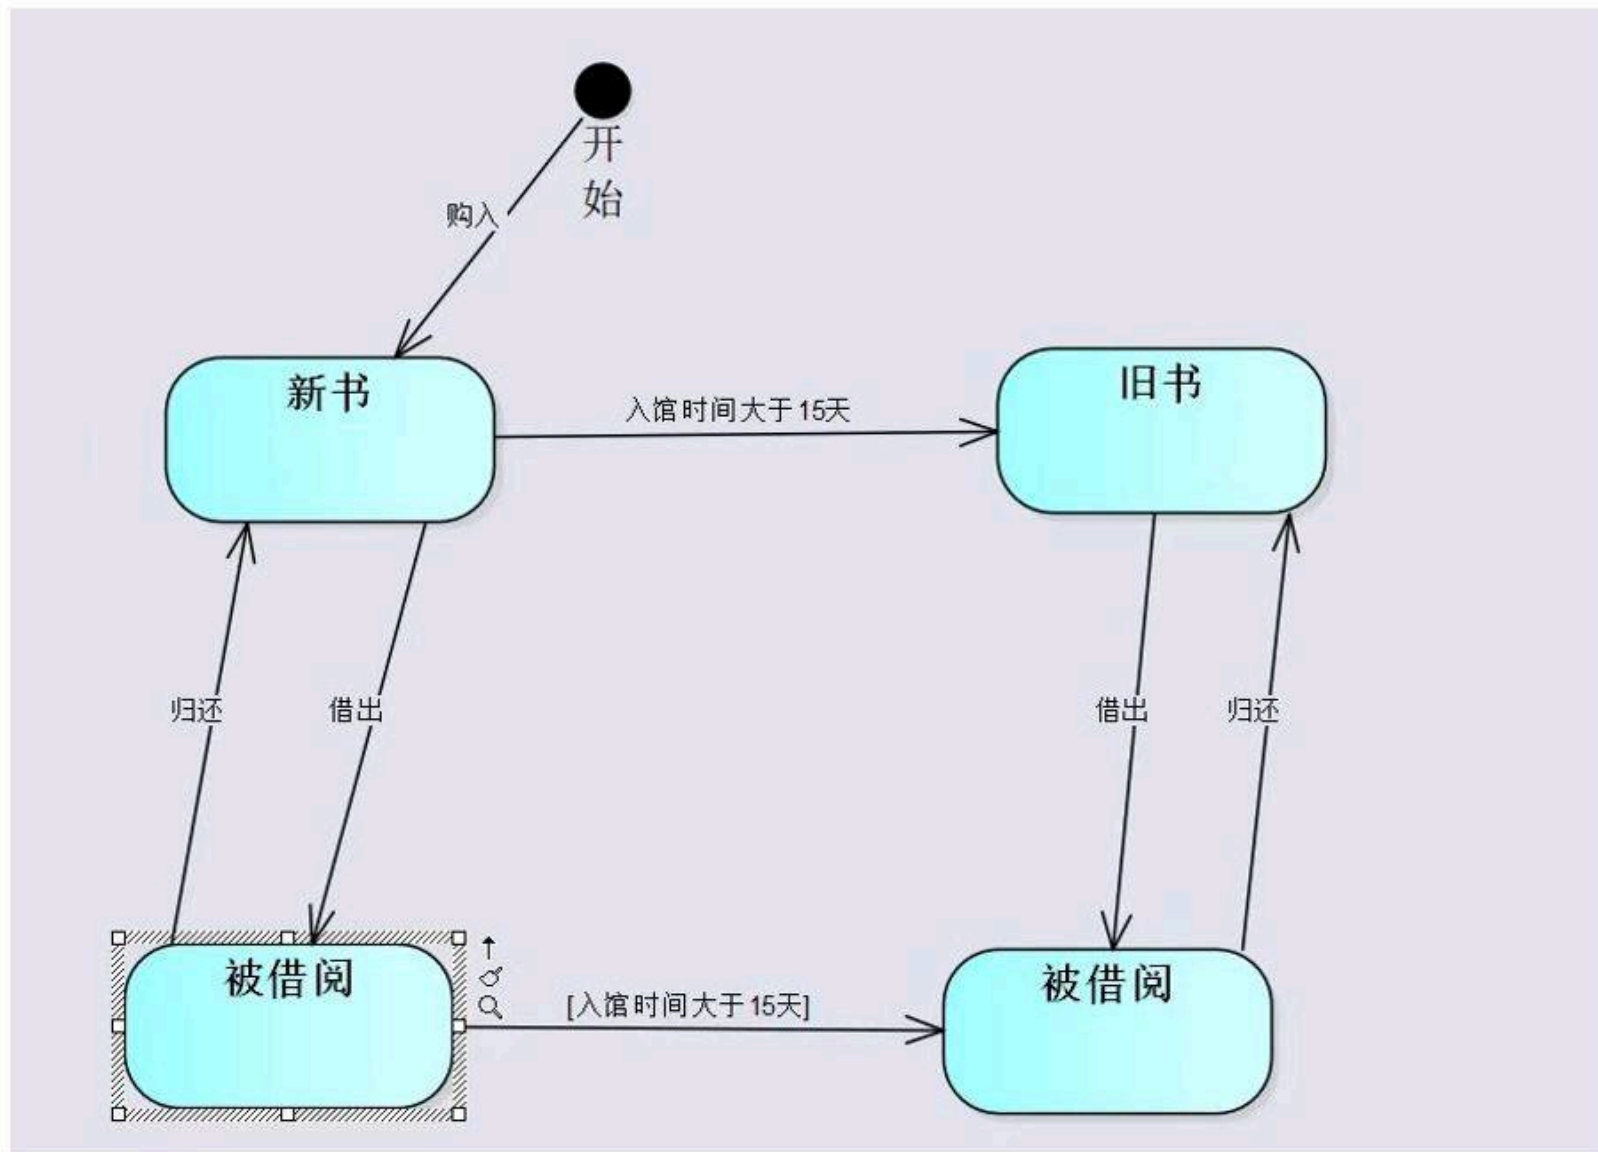 开
始
购入
新书
入馆时间大于15天
旧书
归还
借出
借出
归还
被借阅
[入馆时间大于15天]
被借阅